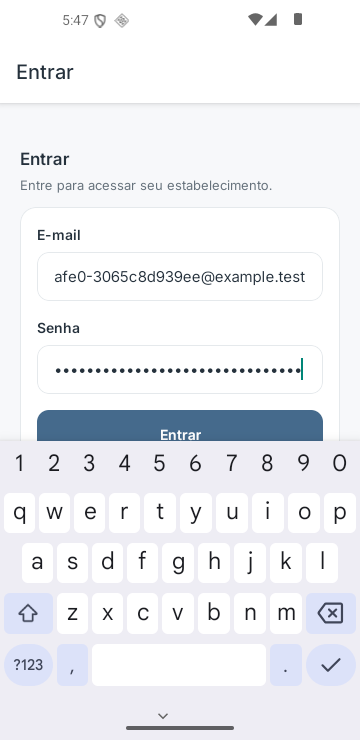 5:47
Entrar
Entrar
Entre para acessar seu estabelecimento.
E-mail
afe0-3065c8d939ee@example.test
Senha
••••••••••••••••••••••••••••••••
Entrar
1 2 3 4 5 6 7 8 9 0
q w e r t y u i o p
a s d f g h j k l
z x c v b n m
?123 , .